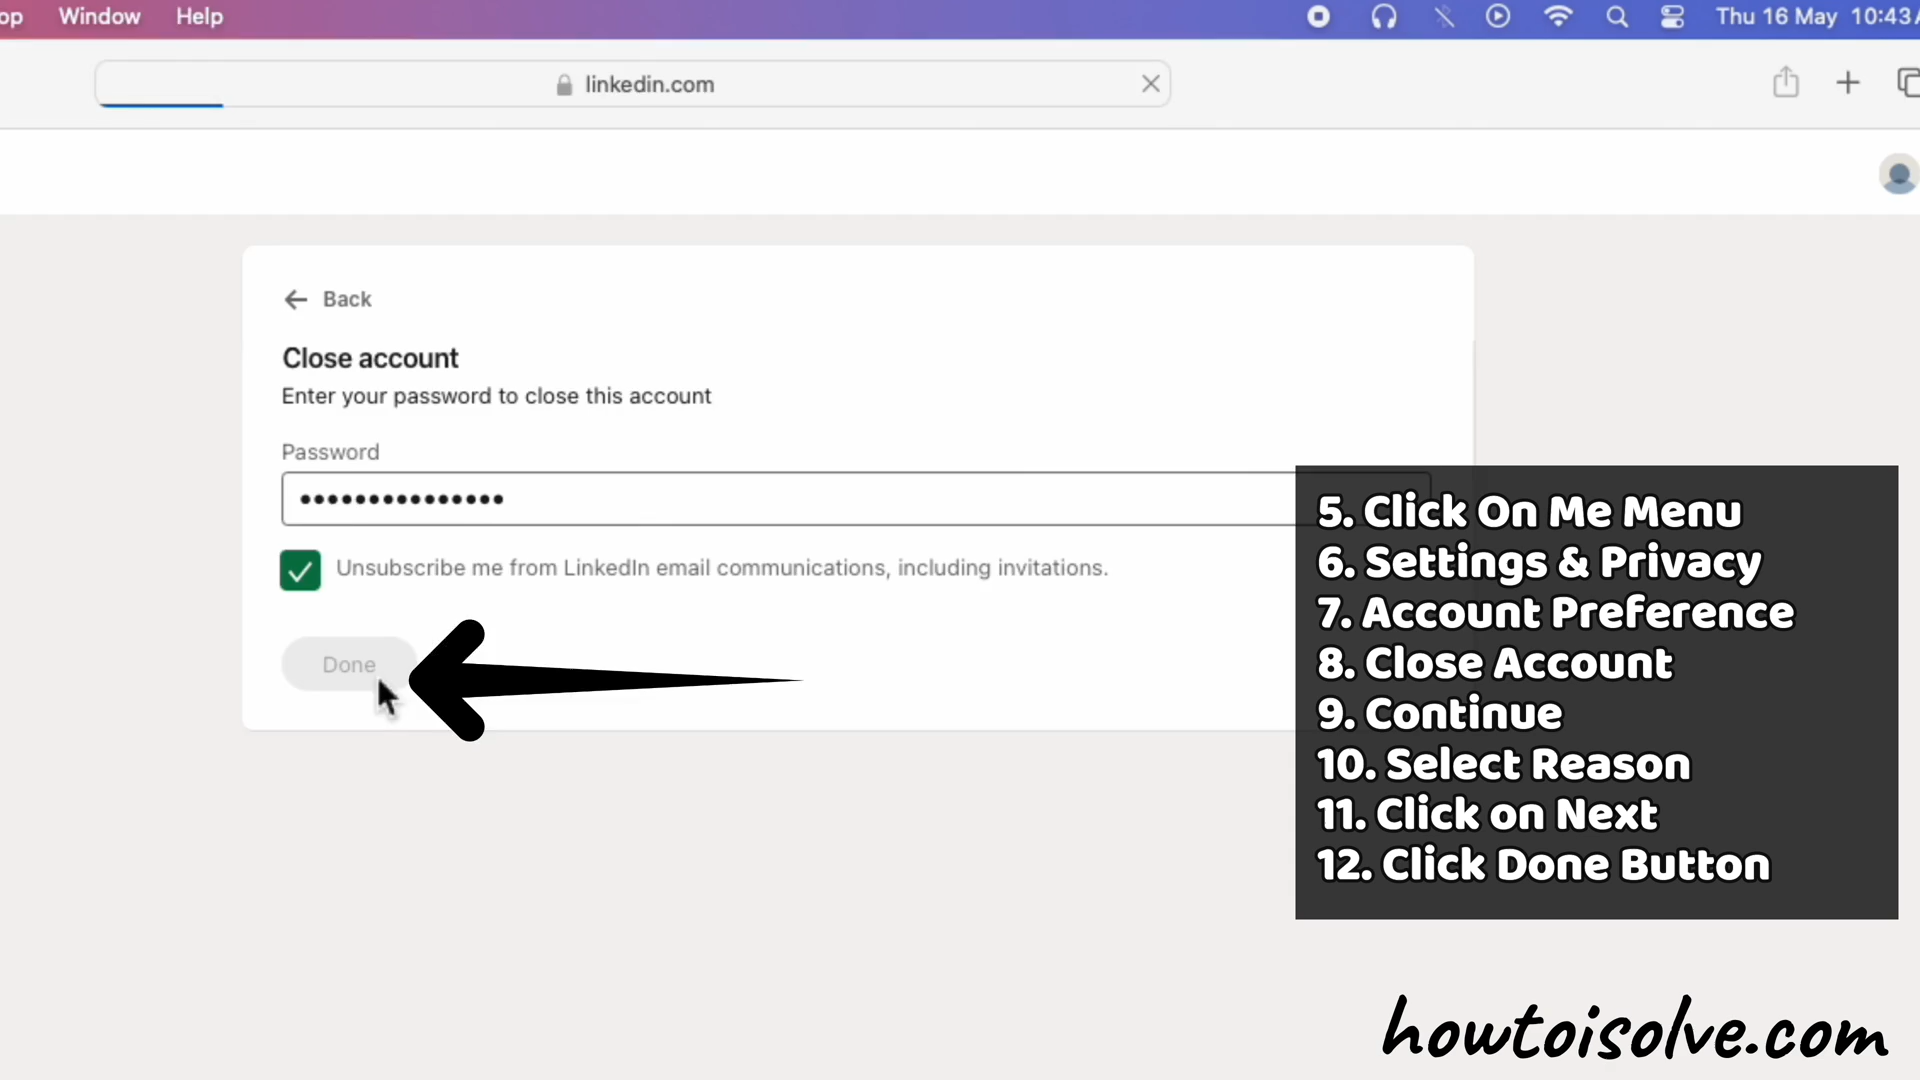 Window Help Thu 16 May 10:43
linkedin.com
Back
Close account
Enter your password to close this account
Password
Unsubscribe me from LinkedIn email communications, including invitations.
Done
5. Click On Me Menu
6. Settings & Privacy
7. Account Preference
8. Close Account
9. Continue
10. Select Reason
11. Click on Next
12. Click Done Button
howtoisolve.com